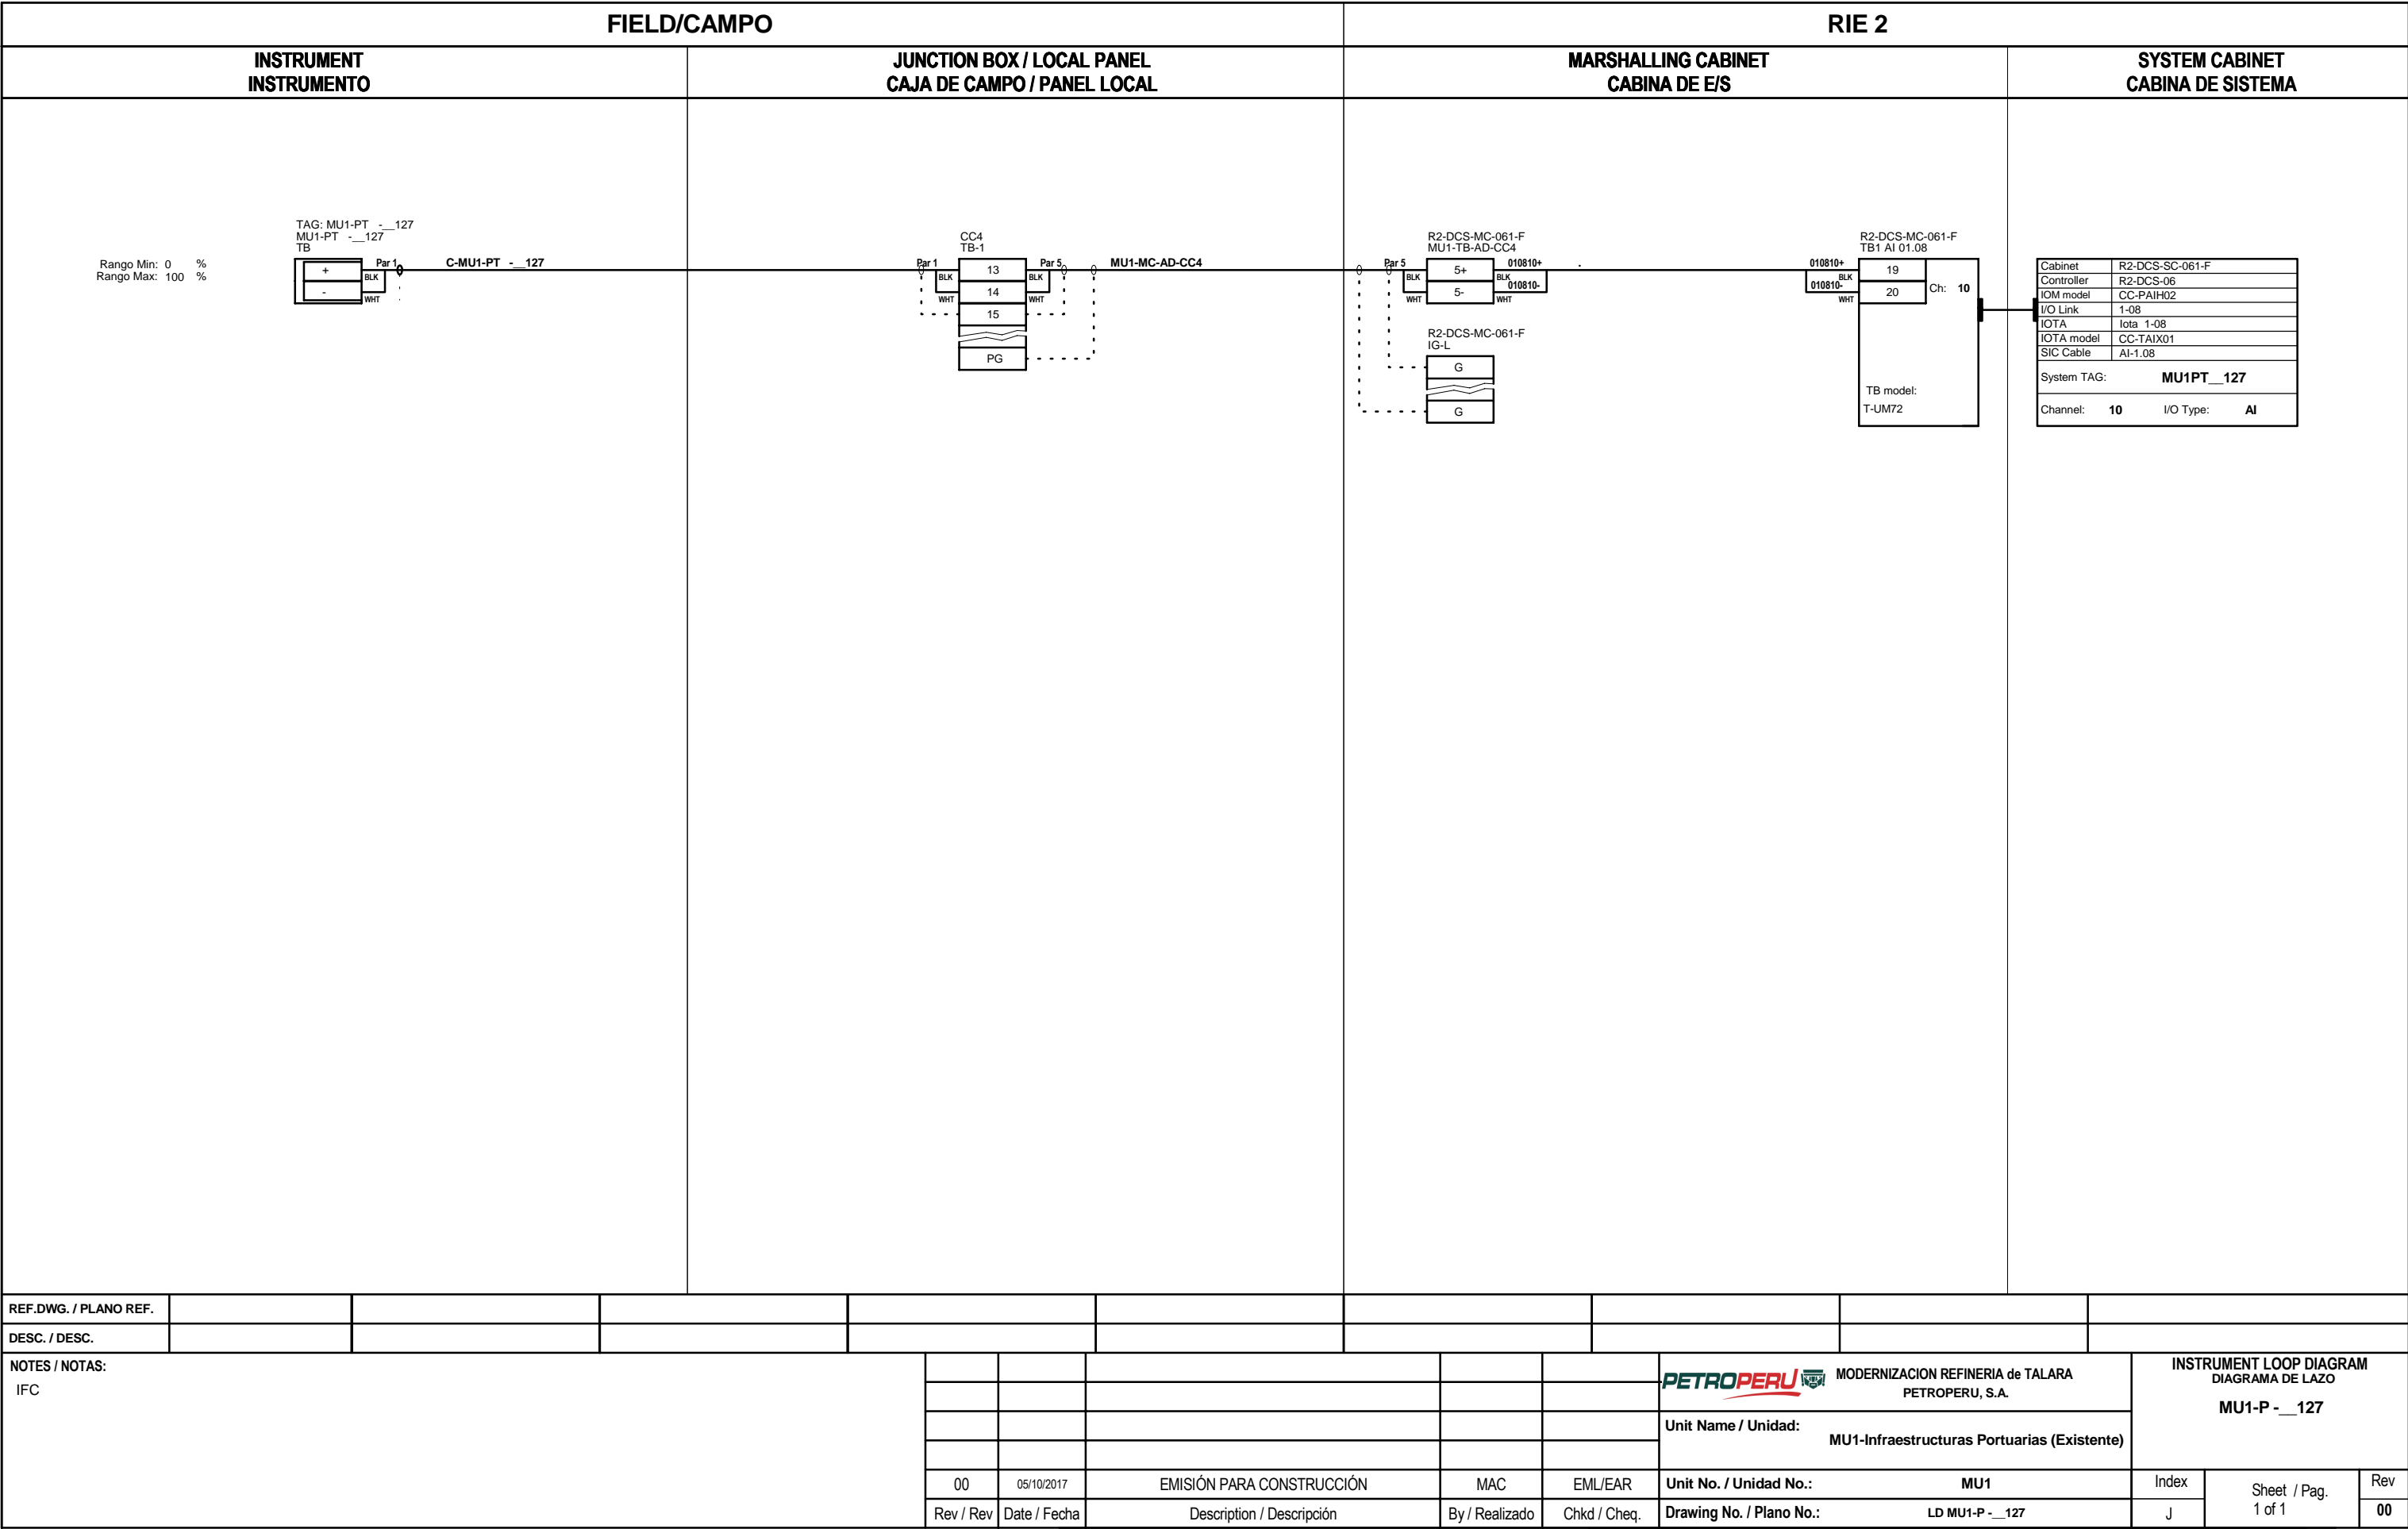 FIELD/CAMPO
RIE 2
INSTRUMENT
INSTRUMENTO
JUNCTION BOX / LOCAL PANEL
CAJA DE CAMPO / PANEL LOCAL
MARSHALLING CABINET
CABINA DE E/S
SYSTEM CABINET
CABINA DE SISTEMA
TAG: MU1-PT -__127
MU1-PT -__127
TB
Rango Min: 0 %
Rango Max: 100 %
+
-
Par 1
BLK
WHT
C-MU1-PT -__127
CC4
TB-1
Par 1
BLK
WHT
13
14
15
PG
Par 5
BLK
WHT
MU1-MC-AD-CC4
R2-DCS-MC-061-F
MU1-TB-AD-CC4
Par 5
BLK
WHT
5+
5-
010810+
BLK
010810-
WHT
R2-DCS-MC-061-F
IG-L
G
G
R2-DCS-MC-061-F
TB1 AI 01.08
010810+
BLK
010810-
WHT
19
20
Ch: 10
TB model:
T-UM72
Cabinet R2-DCS-SC-061-F
Controller R2-DCS-06
IOM model CC-PAIH02
I/O Link 1-08
IOTA Iota 1-08
IOTA model CC-TAIX01
SIC Cable AI-1.08
System TAG: MU1PT__127
Channel: 10 I/O Type: AI
REF.DWG. / PLANO REF.
DESC. / DESC.
NOTES / NOTAS:
IFC
00 05/10/2017 EMISIÓN PARA CONSTRUCCIÓN MAC EML/EAR
Rev / Rev Date / Fecha Description / Descripción By / Realizado Chkd / Cheq.
PETROPERU
MODERNIZACION REFINERIA de TALARA
PETROPERU, S.A.
Unit Name / Unidad:
MU1-Infraestructuras Portuarias (Existente)
Unit No. / Unidad No.: MU1
Drawing No. / Plano No.: LD MU1-P -__127
INSTRUMENT LOOP DIAGRAM
DIAGRAMA DE LAZO
MU1-P -__127
Index
J
Sheet / Pag.
1 of 1
Rev
00